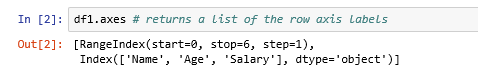 In [2]: df1.axes # returns a list of the row axis labels
Out[2]: [RangeIndex(start=0, stop=6, step=1),
Index(['Name', 'Age', 'Salary'], dtype='object')]